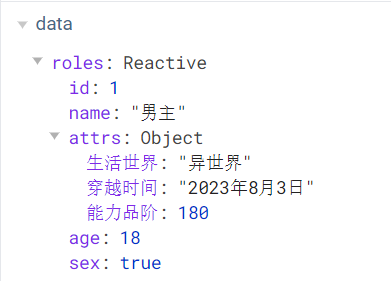 data
roles: Reactive
id: 1
name: "男主"
attrs: Object
生活世界: "异世界"
穿越时间: "2023年8月3日"
能力品阶: 180
age: 18
sex: true